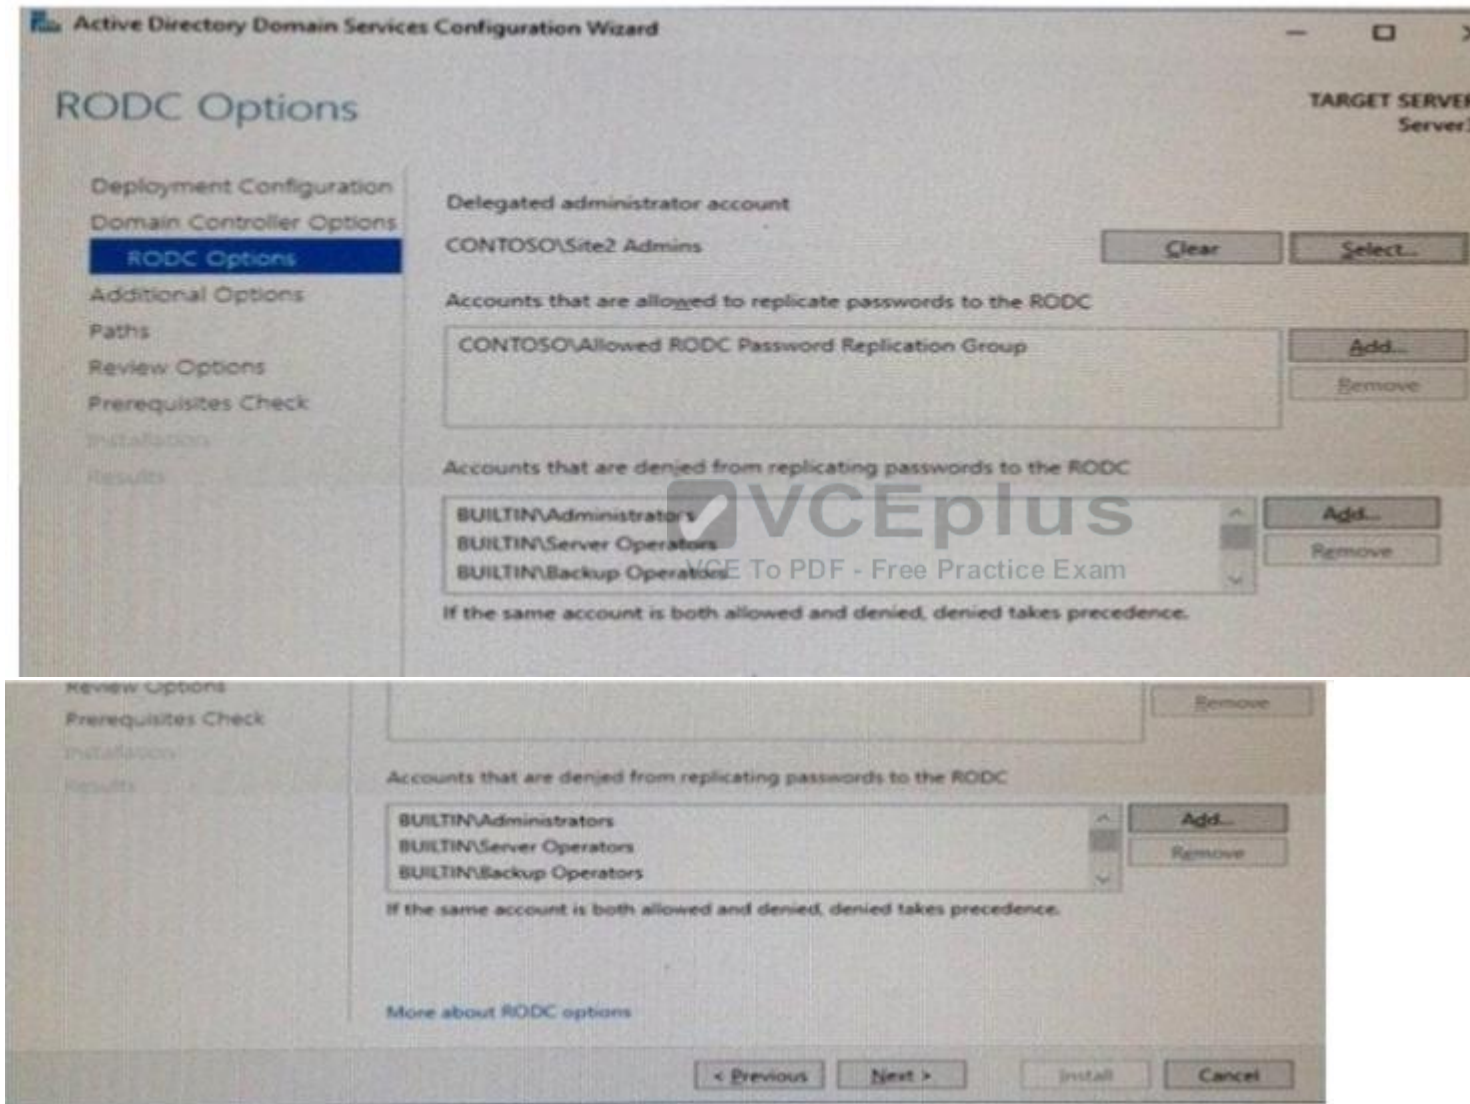 Active Directory Domain Services Configuration Wizard
RODC Options
TARGET SERVER
Deployment Configuration
Domain Controller Options
RODC Options
Additional Options
Paths
Review Options
Prerequisites Check
Installation
Results
Delegated administrator account
CONTOSO\Site2 Admins
Clear
Select...
Accounts that are allowed to replicate passwords to the RODC
CONTOSO\Allowed RODC Password Replication Group
Add...
Remove
Accounts that are denied from replicating passwords to the RODC
BUILTIN\Administrators
BUILTIN\Server Operators
BUILTIN\Backup Operators
Add...
Remove
VCEplus
VCE To PDF - Free Practice Exam
If the same account is both allowed and denied, denied takes precedence.
Review Options
Prerequisites Check
Installation
Results
Remove
Accounts that are denied from replicating passwords to the RODC
BUILTIN\Administrators
BUILTIN\Server Operators
BUILTIN\Backup Operators
Add...
Remove
If the same account is both allowed and denied, denied takes precedence.
More about RODC options
< Previous
Next >
Install
Cancel